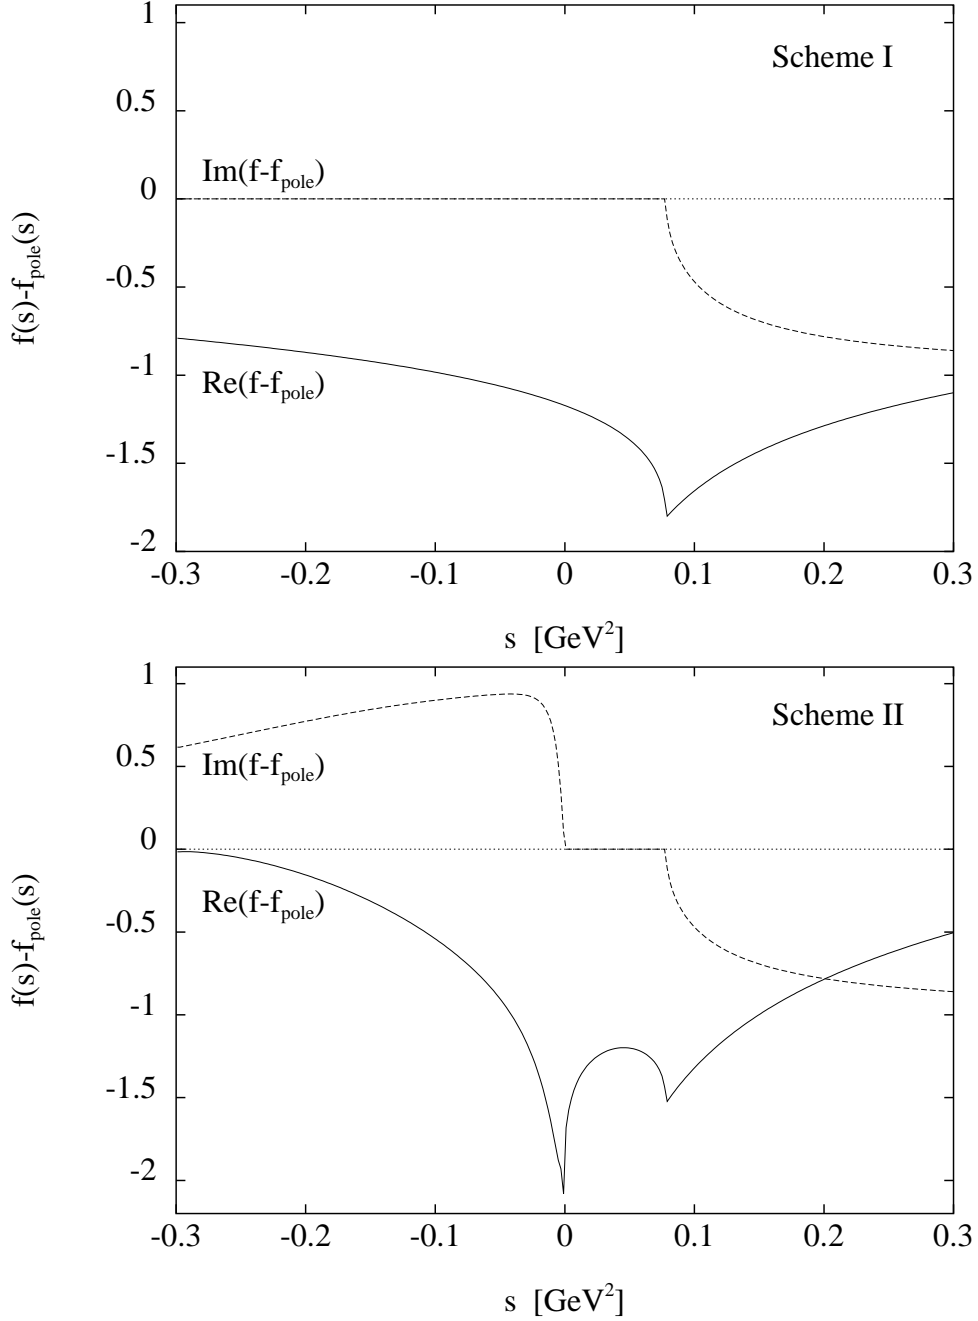 1
Scheme I
0.5
Im(f-f_pole)
0
f(s)-f_pole(s)
-0.5
-1
Re(f-f_pole)
-1.5
-2
-0.3 -0.2 -0.1 0 0.1 0.2 0.3
s [GeV^2]
1
Scheme II
0.5
Im(f-f_pole)
0
Re(f-f_pole)
f(s)-f_pole(s)
-0.5
-1
-1.5
-2
-0.3 -0.2 -0.1 0 0.1 0.2 0.3
s [GeV^2]